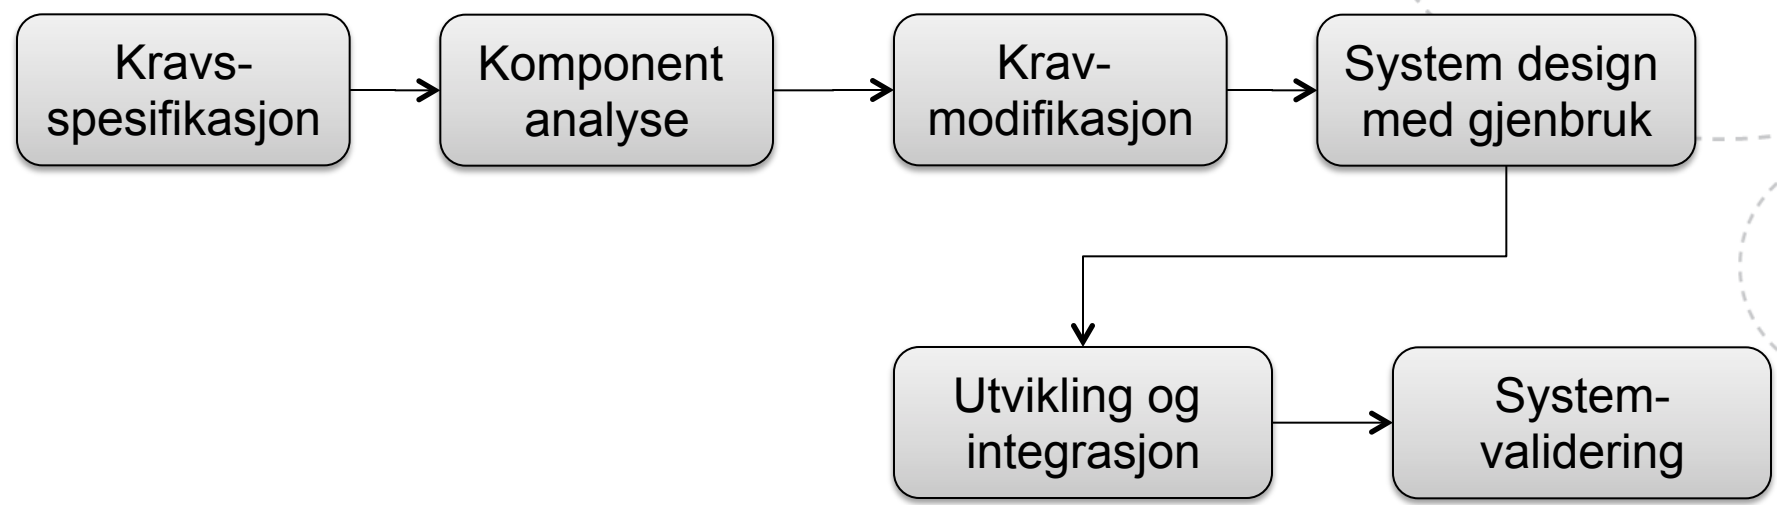 Kravs-
spesifikasjon
Komponent
analyse
Krav-
modifikasjon
System design
med gjenbruk
Utvikling og
integrasjon
System-
validering